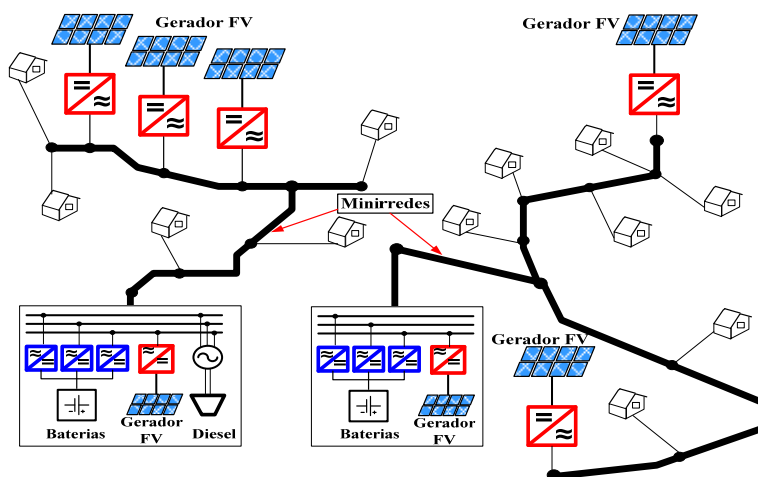 Gerador FV
Gerador FV
Minirredes
Gerador FV
Baterias
Gerador
FV
Diesel
Baterias
Gerador
FV